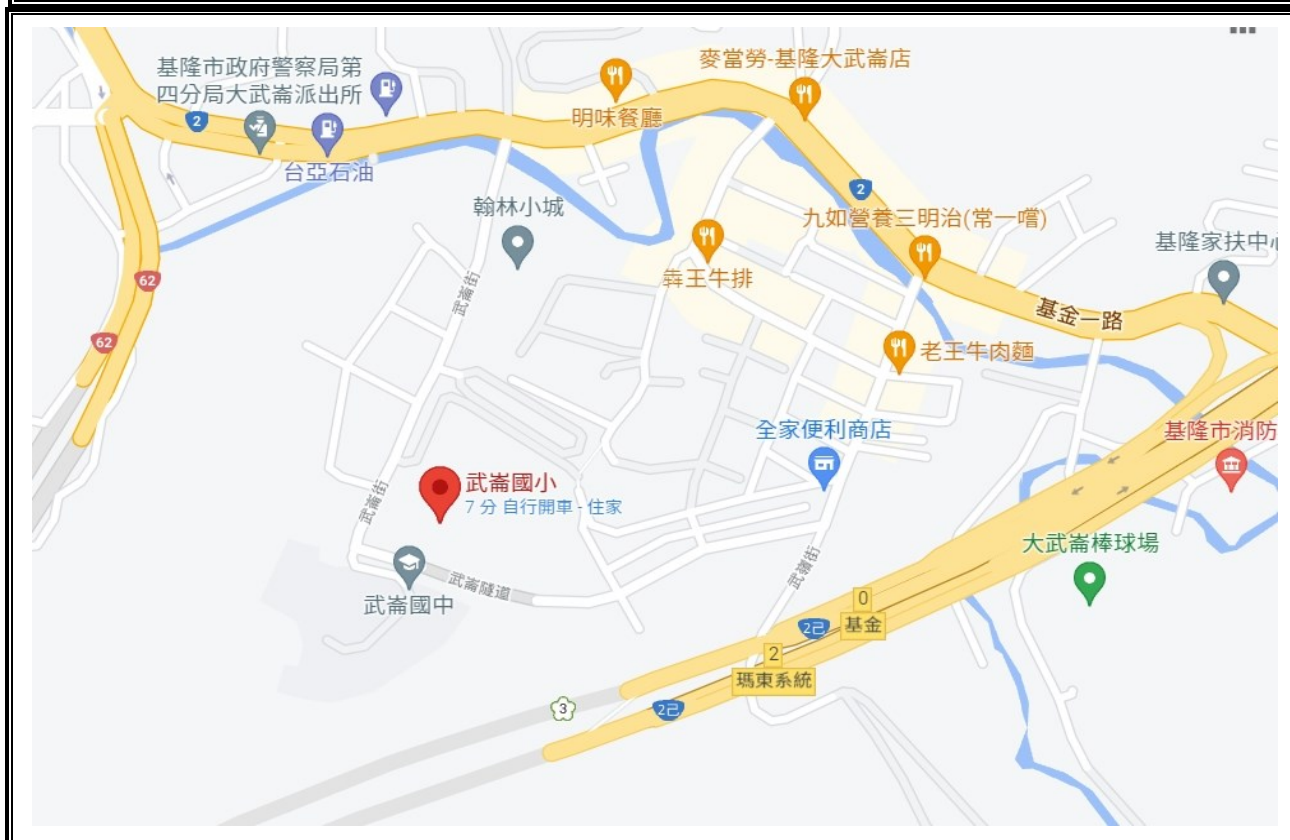 基隆市政府警察局第
四分局大武崙派出所
2
台亞石油
明味餐廳
麥當勞-基隆大武崙店
2
翰林小城
九如營養三明治(常一嚐)
基隆家扶中心
犇王牛排
武崙街
62
62
基金一路
老王牛肉麵
全家便利商店
基隆市消防
武崙國小
7 分 自行開車 - 住家
武崙街
大武崙棒球場
武崙隧道
武嶺街
武崙國中
0
基金
2己
2
瑪東系統
3
2己